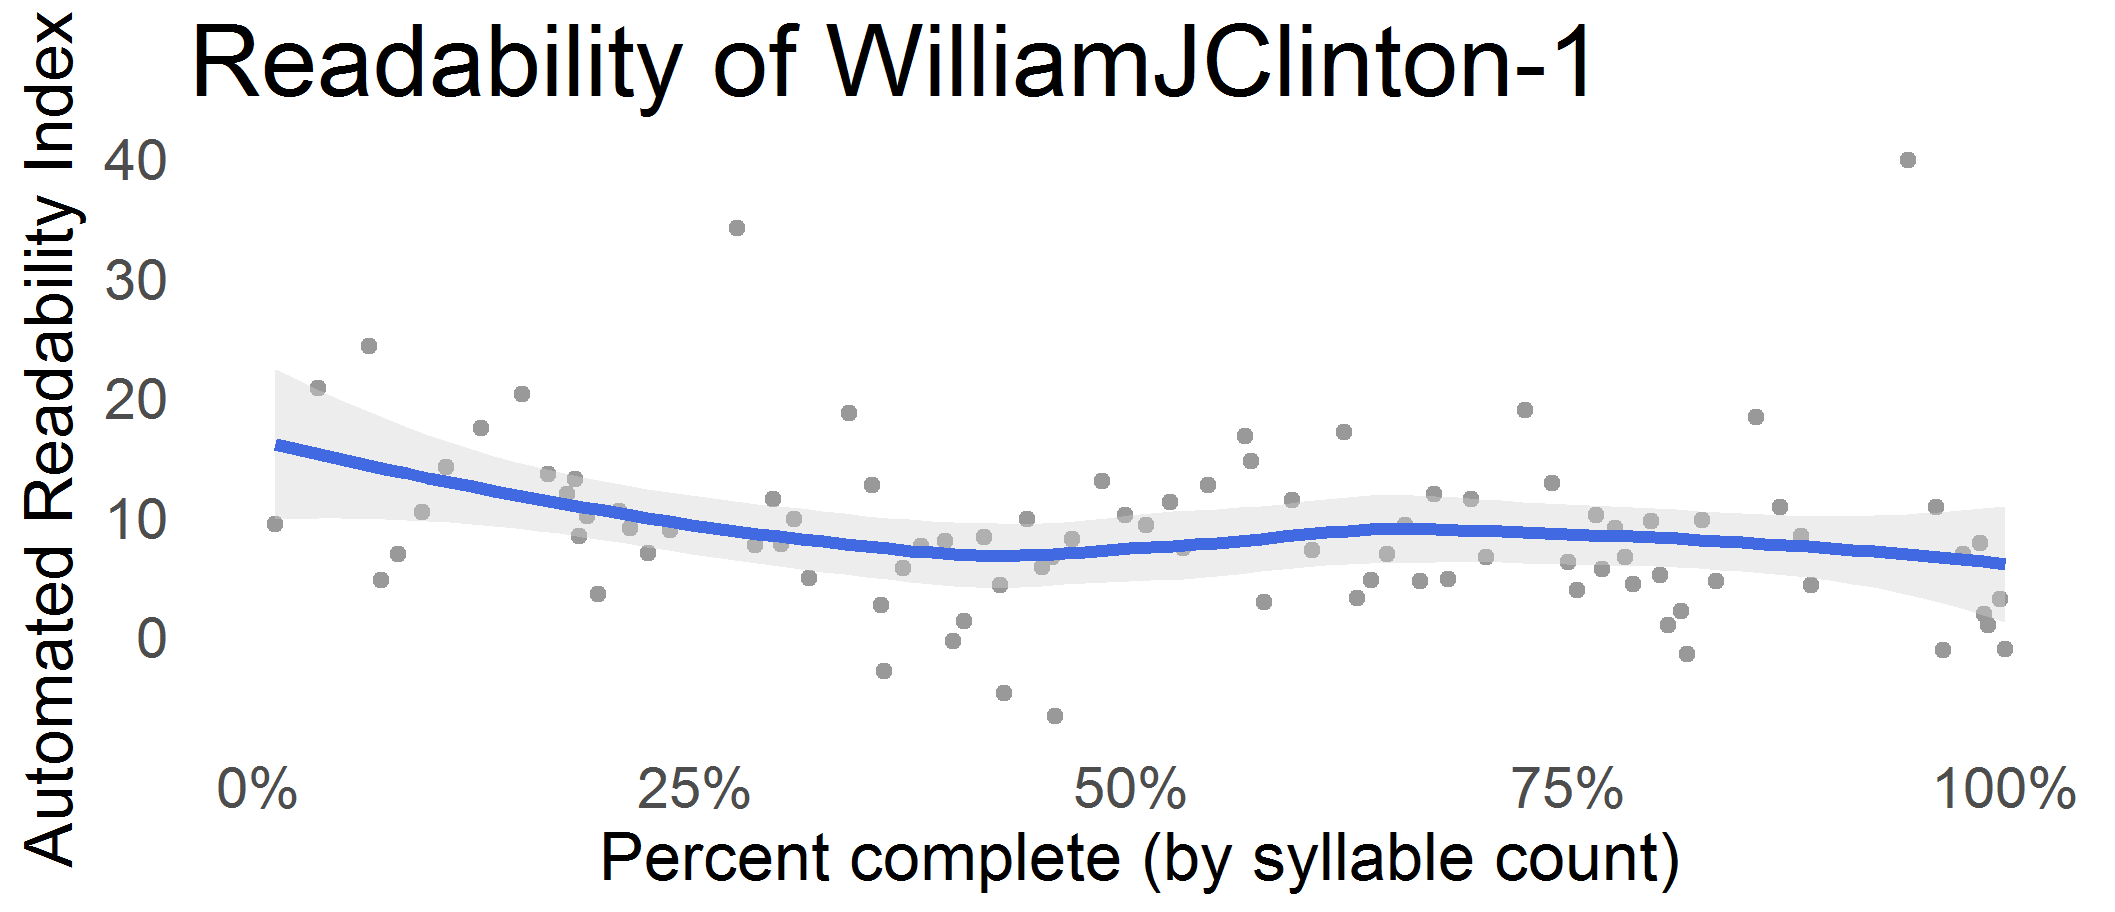 Readability of WilliamJClinton-1
Automated Readability Index
40
30
20
10
0
0% 25% 50% 75% 100%
Percent complete (by syllable count)